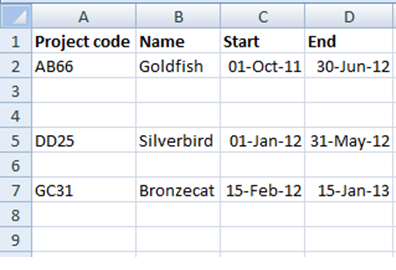 A B C D
1 Project code Name Start End
2 AB66 Goldfish 01-Oct-11 30-Jun-12
3
4
5 DD25 Silverbird 01-Jan-12 31-May-12
6
7 GC31 Bronzecat 15-Feb-12 15-Jan-13
8
9